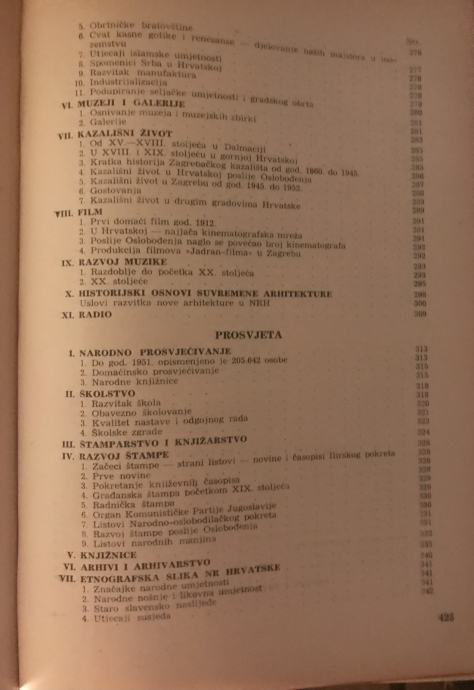 5. Obrtničke bratovštine
6. Cvat kasne gotike i renesanse — djelovanje naših majstora u inozemstvu
7. Utjecaji islamske umjetnosti
8. Spomenici Srba u Hrvatskoj
9. Razvitak manufaktura
10. Industrijalizacija
11. Podupiranje seljačke umjetnosti i gradskog obrta
VI. MUZEJI I GALERIJE
1. Osnivanje muzeja i muzejskih zbirki
2. Galerije
VII. KAZALIŠNI ŽIVOT
1. Od XV.—XVIII. stoljeća u Dalmaciji
2. U XVIII. i XIX. stoljeću u gornjoj Hrvatskoj
3. Kratka historija Zagrebačkog kazališta od god. 1860. do 1945.
4. Kazališni život u Hrvatskoj poslije Oslobođenja
5. Kazališni život u Zagrebu od god. 1945. do 1952.
6. Gostovanja
7. Kazališni život u drugim gradovima Hrvatske
VIII. FILM
1. Prvi domaći film god. 1912.
2. U Hrvatskoj — najjača kinematografska mreža
3. Poslije Oslobođenja naglo se povećao broj kinematografa
4. Produkcija filmova »Jadran-filma« u Zagrebu
IX. RAZVOJ MUZIKE
1. Razdoblje do početka XX. stoljeća
2. XX. stoljeće
X. HISTORIJSKI OSNOVI SUVREMENE ARHITEKTURE
Uslovi razvitka nove arhitekture u NRH
XI. RADIO 309
PROSVJETA
I. NARODNO PROSVJEĆIVANJE 313
1. Do god. 1951. opismenjeno je 205.642 osobe 313
2. Domaćinsko prosvjećivanje 315
3. Narodne knjižnice 315
II. ŠKOLSTVO 318
1. Razvitak škola 318
2. Obavezno školovanje 320
3. Kvalitet nastave i odgojnog rada 321
4. Školske zgrade 323
III. ŠTAMPARSTVO I KNJIŽARSTVO 324
IV. RAZVOJ ŠTAMPE
1. Začeci štampe — strani listovi — novine i časopisi Ilirskog pokreta
2. Prve novine
3. Pokretanje književnih časopisa
4. Građanska štampa početkom XIX. stoljeća
5. Radnička štampa
6. Organ Komunističke Partije Jugoslavije
7. Listovi Narodno-oslobodilačkog pokreta
8. Razvoj štampe poslije Oslobođenja
9. Listovi narodnih manjina
V. KNJIŽNICE
VI. ARHIVI I ARHIVARSTVO
VII. ETNOGRAFSKA SLIKA NR HRVATSKE
1. Značajke narodne umjetnosti
2. Narodne nošnje i likovna umjetnost
3. Staro slavensko naslijeđe
4. Utjecaji susjeda
425